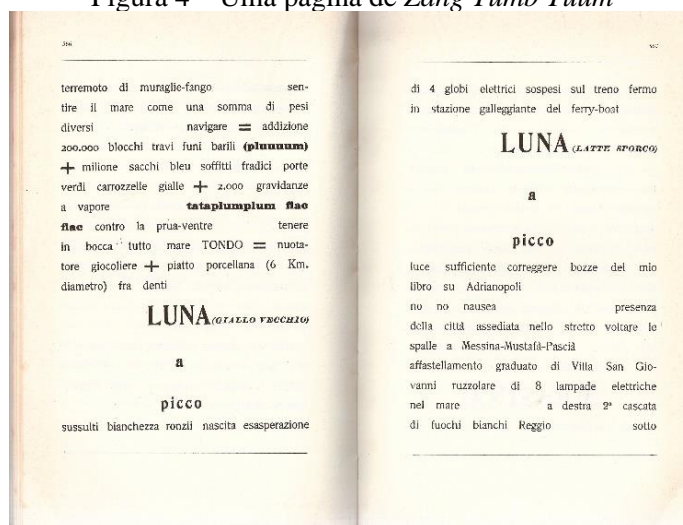 Figura 4 – Uma página de Zang Tumb Tuum
terremoto di muraglie-fango sen-
tire il mare come una somma di pesi
diversi navigare = addizione
200.000 blocchi travi funi barili (pluuuum)
+ milione sacchi bleu soffitti fradici porte
verdi carrozzelle gialle + 2.000 gravidanze
a vapore tataplumplum flac
flac contro la prua-ventre tenere
in bocca tutto mare TONDO = nuota-
tore giocoliere + piatto porcellana (6 Km.
diametro) fra denti
LUNA (GIALLO VECCHIO)
a
picco
sussulti bianchezza ronzii nascita esasperazione
di 4 globi elettrici sospesi sul treno fermo
in stazione galleggiante del ferry-boat
LUNA (LATTE SPORCO)
a
picco
luce sufficiente correggere bozze del mio
libro su Adrianopoli
no no nausea presenza
della città assediata nello stretto voltare le
spalle a Messina-Mustafà-Pascià
affastellamento graduato di Villa San Gio-
vanni ruzzolare di 8 lampade elettriche
nel mare a destra 2ª cascata
di fuochi bianchi Reggio sotto